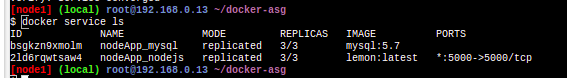 [node1] (local) root@192.168.0.13 ~/docker-asg
$ docker service ls
ID NAME MODE REPLICAS IMAGE PORTS
bsgkzn9xmolm nodeApp_mysql replicated 3/3 mysql:5.7
2ld6rqwtsaw4 nodeApp_nodejs replicated 3/3 lemon:latest *:5000->5000/tcp
[node1] (local) root@192.168.0.13 ~/docker-asg